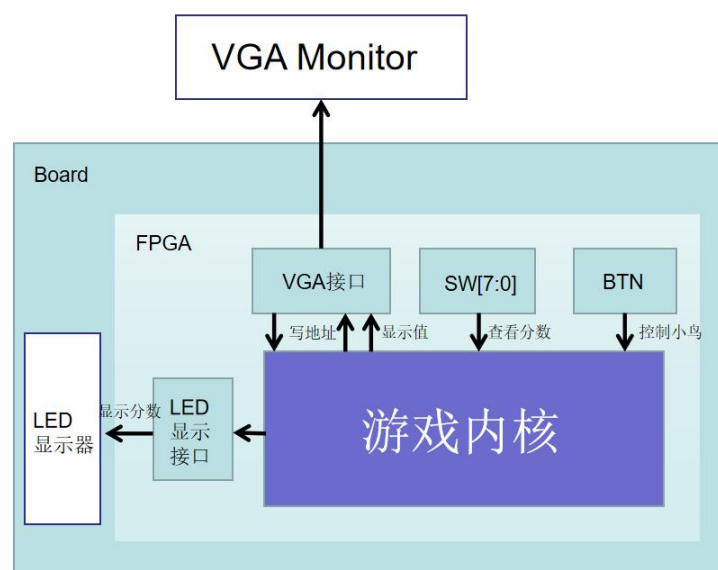 VGA Monitor
Board
FPGA
VGA接口
SW[7:0]
BTN
写地址
显示值
查看分数
控制小鸟
LED
显示器
显示分数
LED
显示
接口
游戏内核